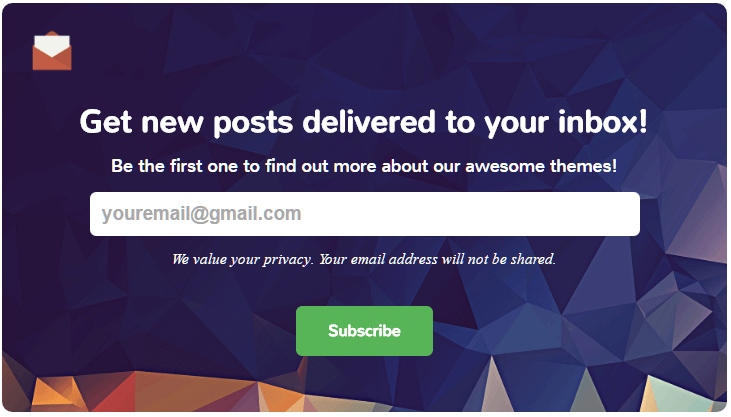 Get new posts delivered to your inbox!
Be the first one to find out more about our awesome themes!
youremail@gmail.com
We value your privacy. Your email address will not be shared.
Subscribe